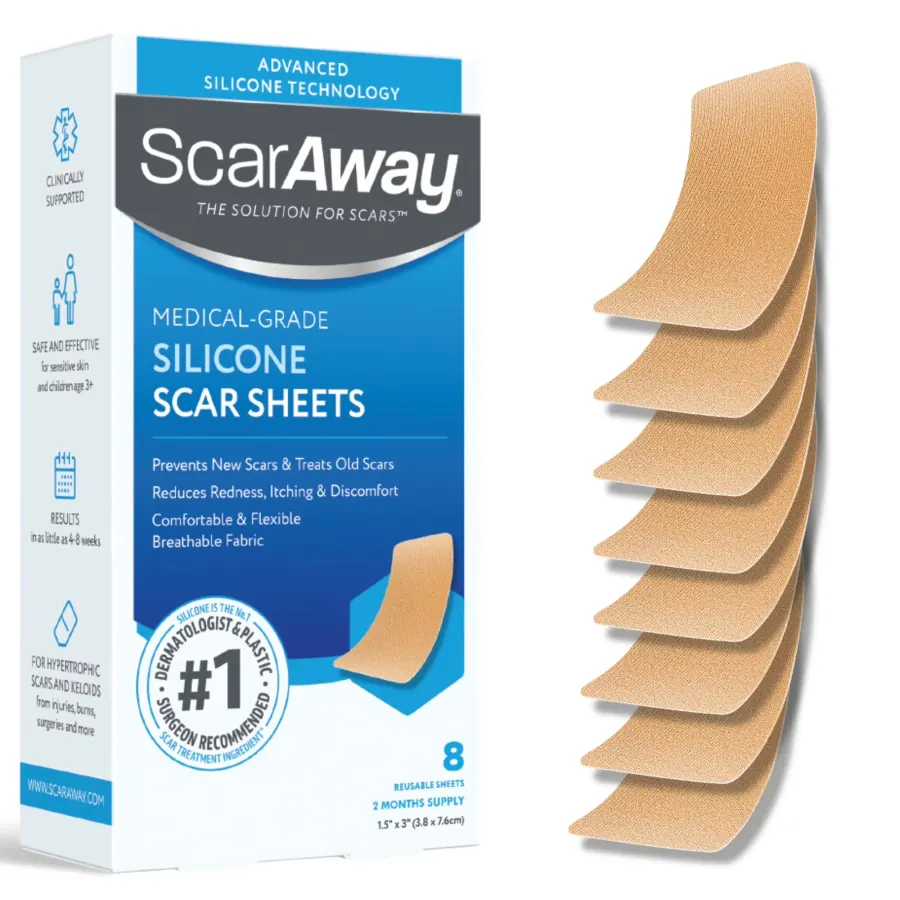 CLINICALLY
SUPPORTED
SAFE AND EFFECTIVE
for sensitive skin
and children age 3+
RESULTS
in as little as 4-8 weeks
FOR HYPERTROPHIC
SCARS AND KELOIDS
from injuries, burns,
surgeries and more
WWW.SCARAWAY.COM
ADVANCED
SILICONE TECHNOLOGY
ScarAway®
THE SOLUTION FOR SCARS™
MEDICAL-GRADE
SILICONE
SCAR SHEETS
Prevents New Scars & Treats Old Scars
Reduces Redness, Itching & Discomfort
Comfortable & Flexible
Breathable Fabric
SILICONE IS THE No.1
DERMATOLOGIST & PLASTIC
#1
SURGEON RECOMMENDED
SCAR TREATMENT INGREDIENT*
8
REUSABLE SHEETS
2 MONTHS SUPPLY
1.5" x 3" (3.8 x 7.6cm)